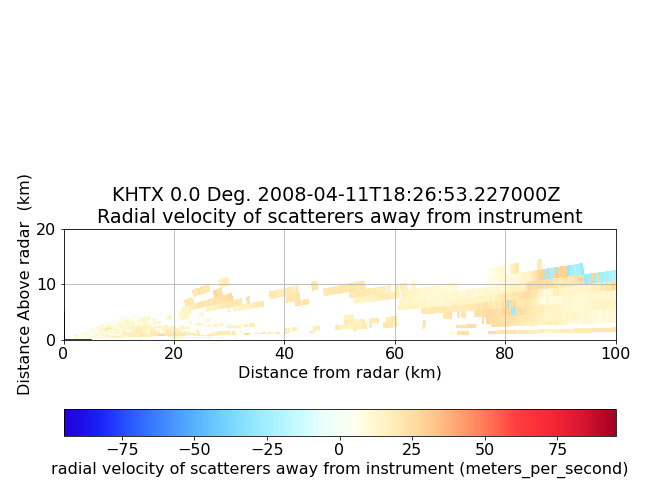 KHTX 0.0 Deg. 2008-04-11T18:26:53.227000Z
Radial velocity of scatterers away from instrument
Distance Above radar  (km)
20
10
0
0 20 40 60 80 100
Distance from radar (km)
−75 −50 −25 0 25 50 75
radial velocity of scatterers away from instrument (meters_per_second)